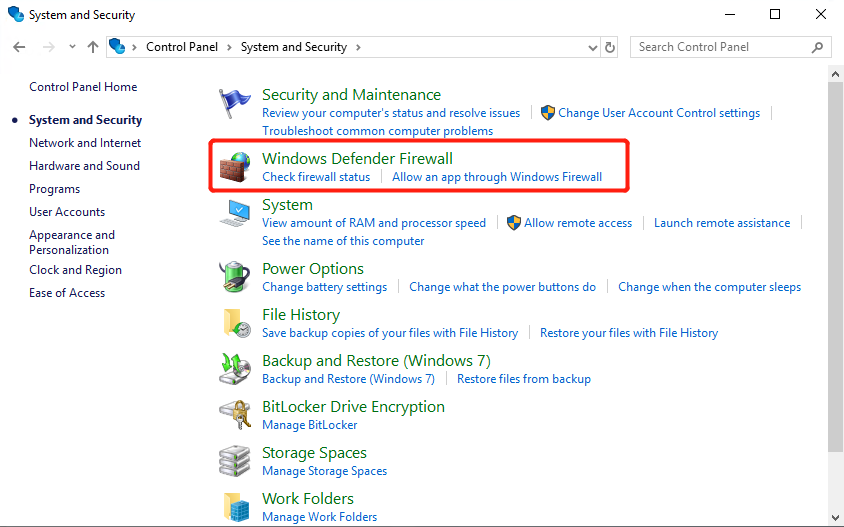 System and Security
Control Panel > System and Security >
Search Control Panel
Control Panel Home
System and Security
Network and Internet
Hardware and Sound
Programs
User Accounts
Appearance and
Personalization
Clock and Region
Ease of Access
Security and Maintenance
Review your computer's status and resolve issues | Change User Account Control settings |
Troubleshoot common computer problems
Windows Defender Firewall
Check firewall status | Allow an app through Windows Firewall
System
View amount of RAM and processor speed | Allow remote access | Launch remote assistance |
See the name of this computer
Power Options
Change battery settings | Change what the power buttons do | Change when the computer sleeps
File History
Save backup copies of your files with File History | Restore your files with File History
Backup and Restore (Windows 7)
Backup and Restore (Windows 7) | Restore files from backup
BitLocker Drive Encryption
Manage BitLocker
Storage Spaces
Manage Storage Spaces
Work Folders
Manage Work Folders